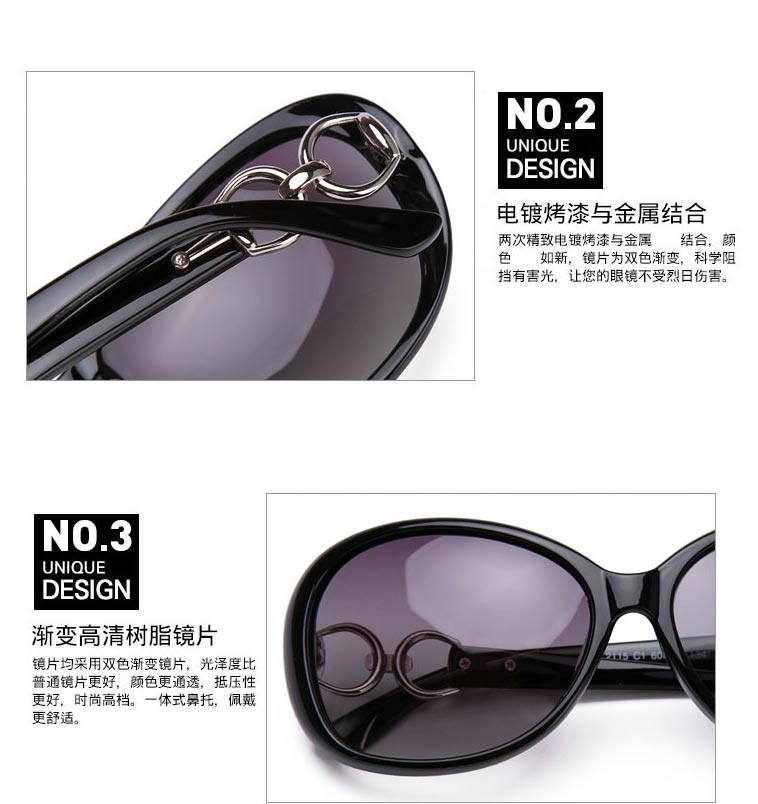 NO.2
UNIQUE
DESIGN
电镀烤漆与金属结合
两次精致电镀烤漆与金属 结合，颜
色 如新，镜片为双色渐变，科学阻
挡有害光，让您的眼镜不受烈日伤害。
NO.3
UNIQUE
DESIGN
渐变高清树脂镜片
镜片均采用双色渐变镜片，光泽度比
普通镜片更好，颜色更通透，抵压性
更好，时尚高档。一体式鼻托，佩戴
更舒适。
9115 C1